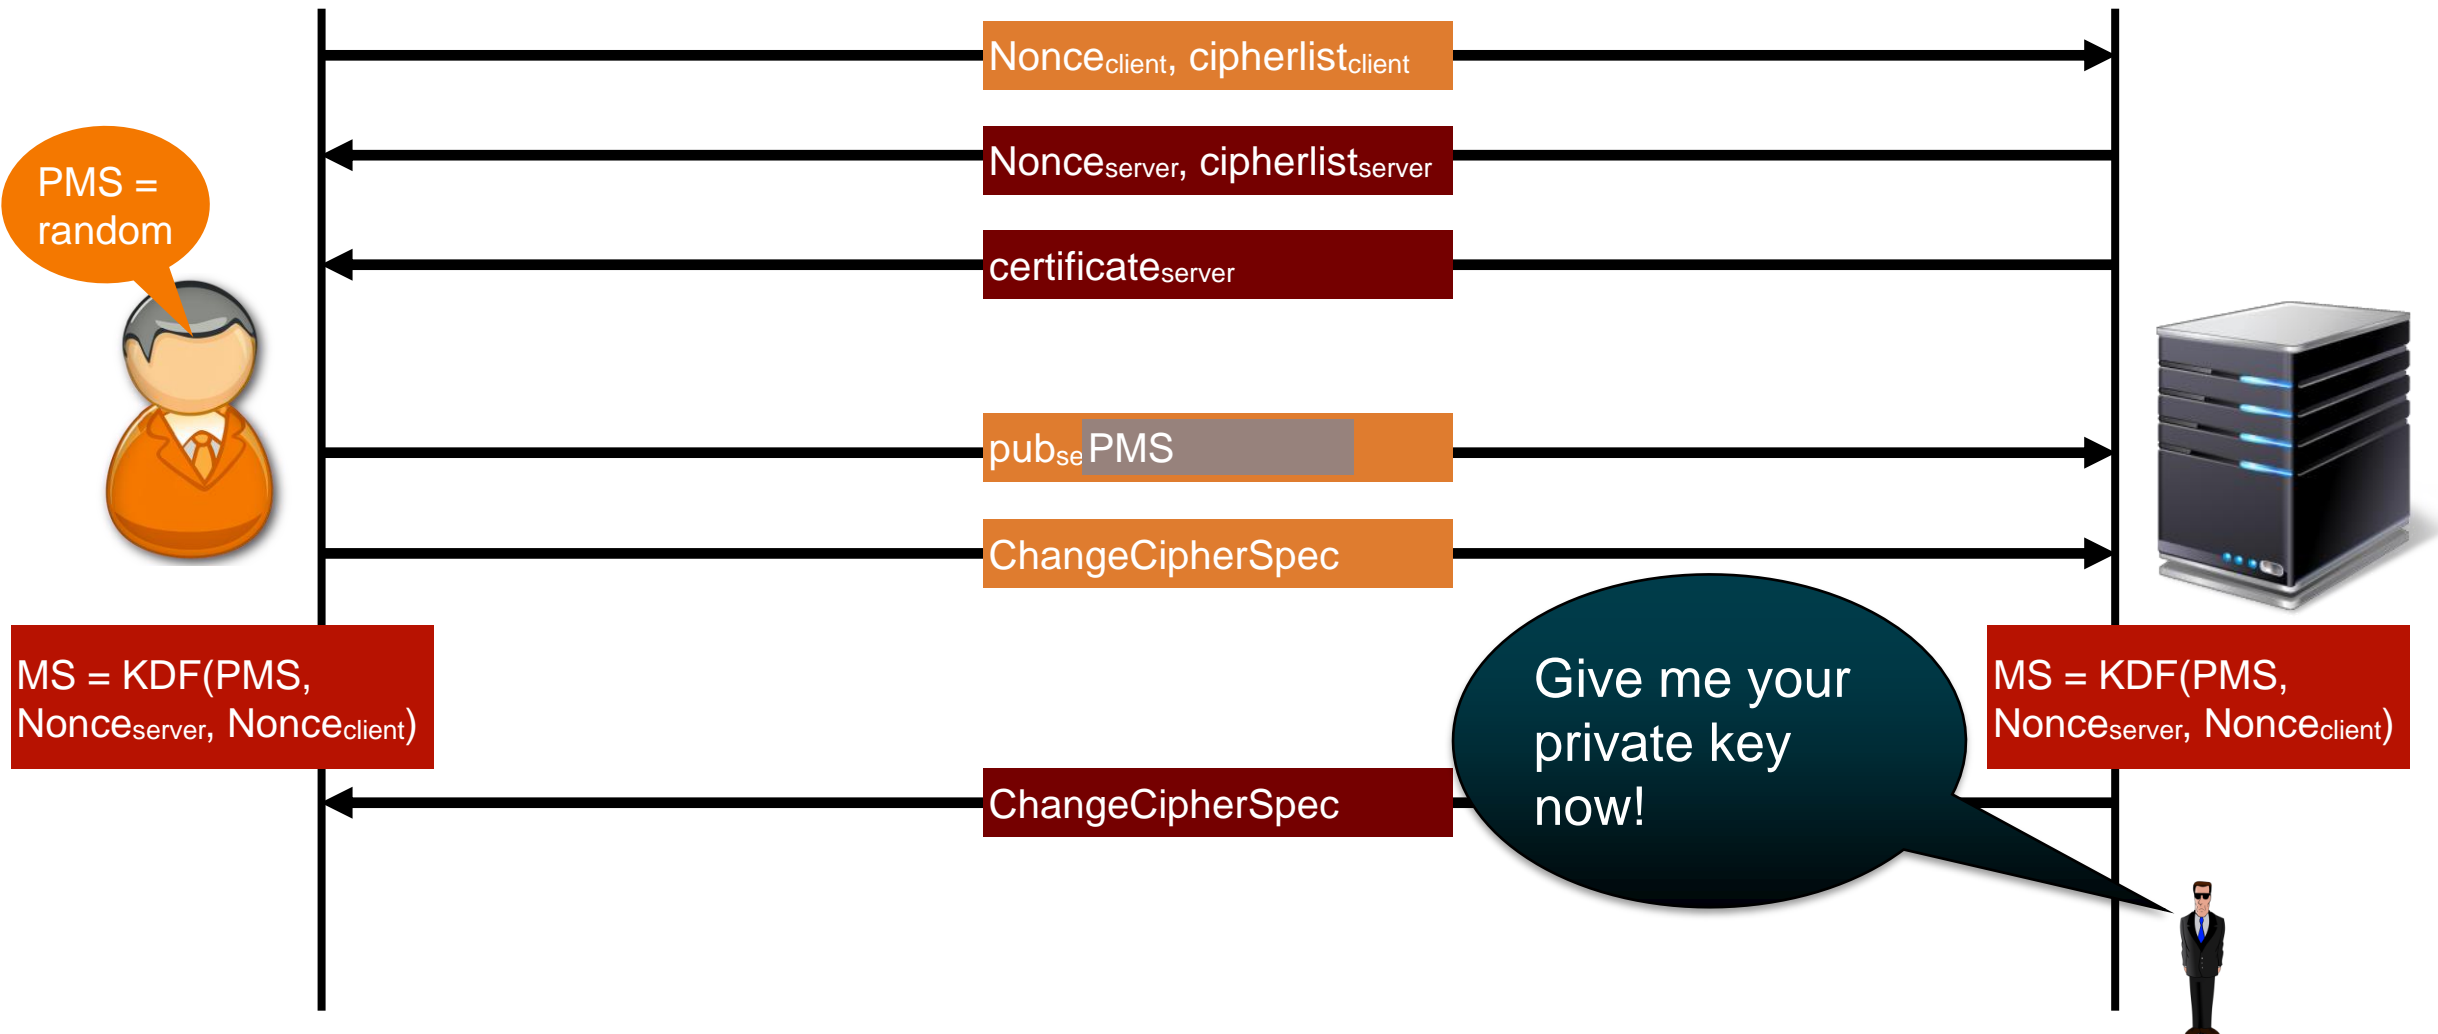 Nonceclient, cipherlistclient
Nonceserver, cipherlistserver
PMS =
random
certificateserver
pubse PMS
ChangeCipherSpec
MS = KDF(PMS,
Nonceserver, Nonceclient)
Give me your
private key
now!
MS = KDF(PMS,
Nonceserver, Nonceclient)
ChangeCipherSpec